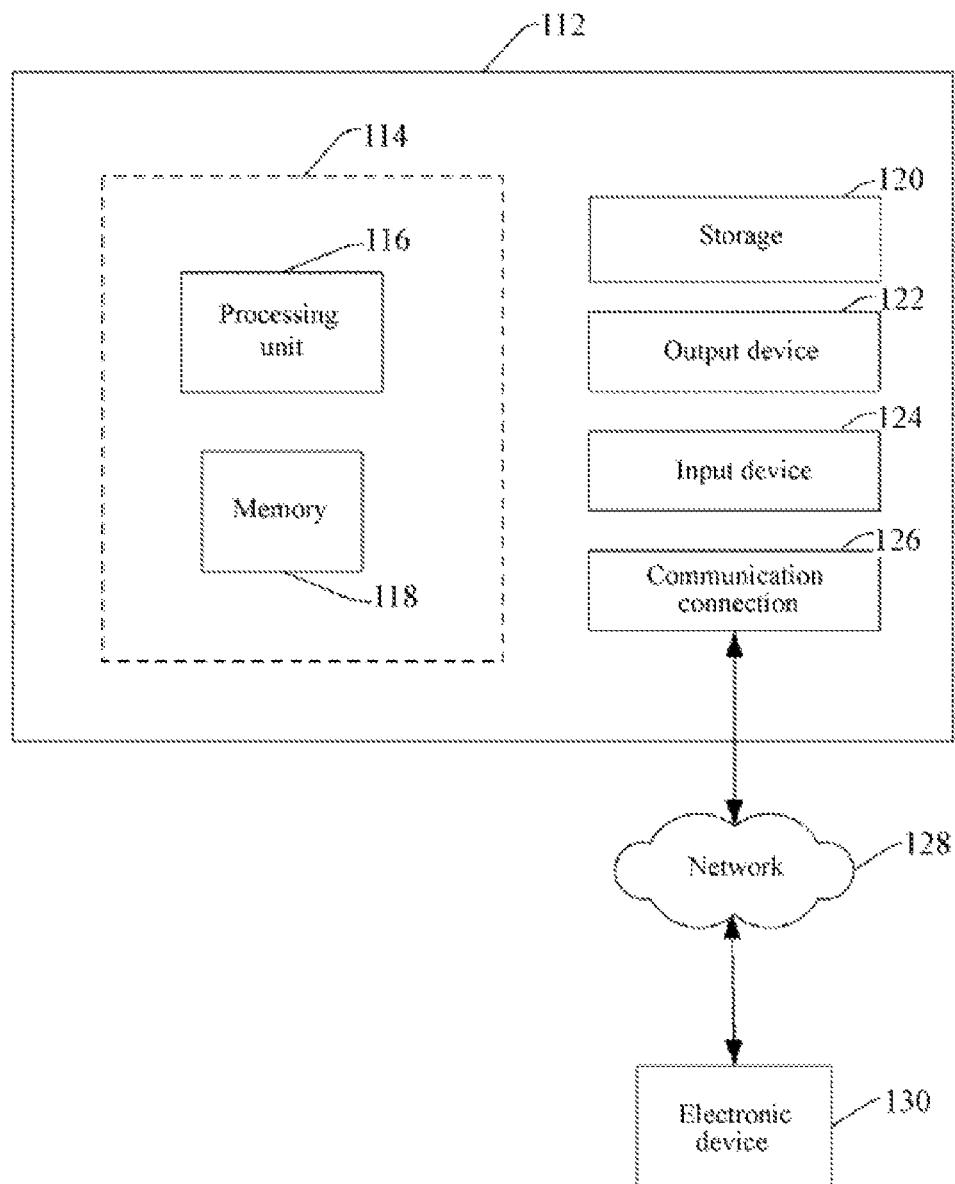 112
114
120
Storage
116
122
Processing
unit
Output device
124
Input device
Memory
126
118
Communication
connection
Network
128
Electronic
device
130